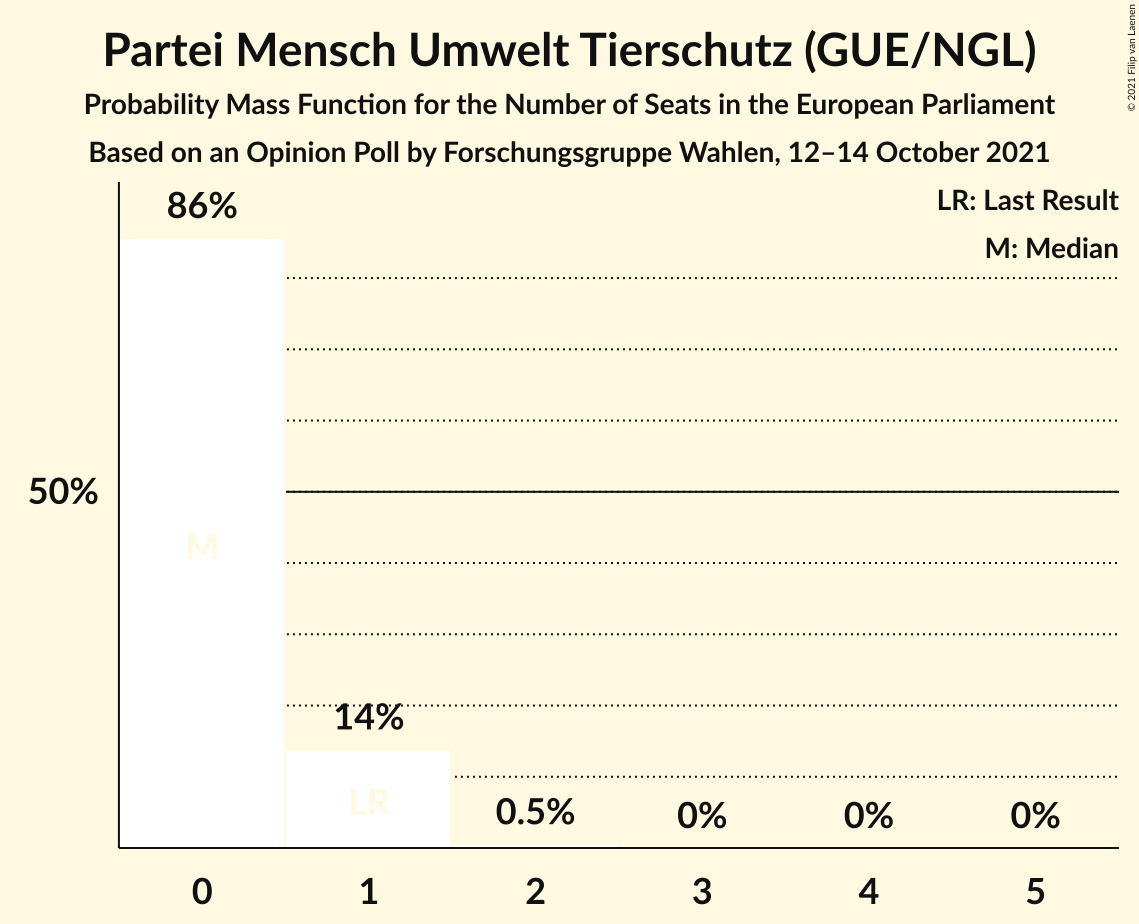 Partei Mensch Umwelt Tierschutz (GUE/NGL)
Probability Mass Function for the Number of Seats in the European Parliament
Based on an Opinion Poll by Forschungsgruppe Wahlen, 12–14 October 2021
© 2021 Filip van Laenen
LR: Last Result
M: Median
86%
50%
M
14%
LR
0.5%
0%
0%
0%
0
1
2
3
4
5